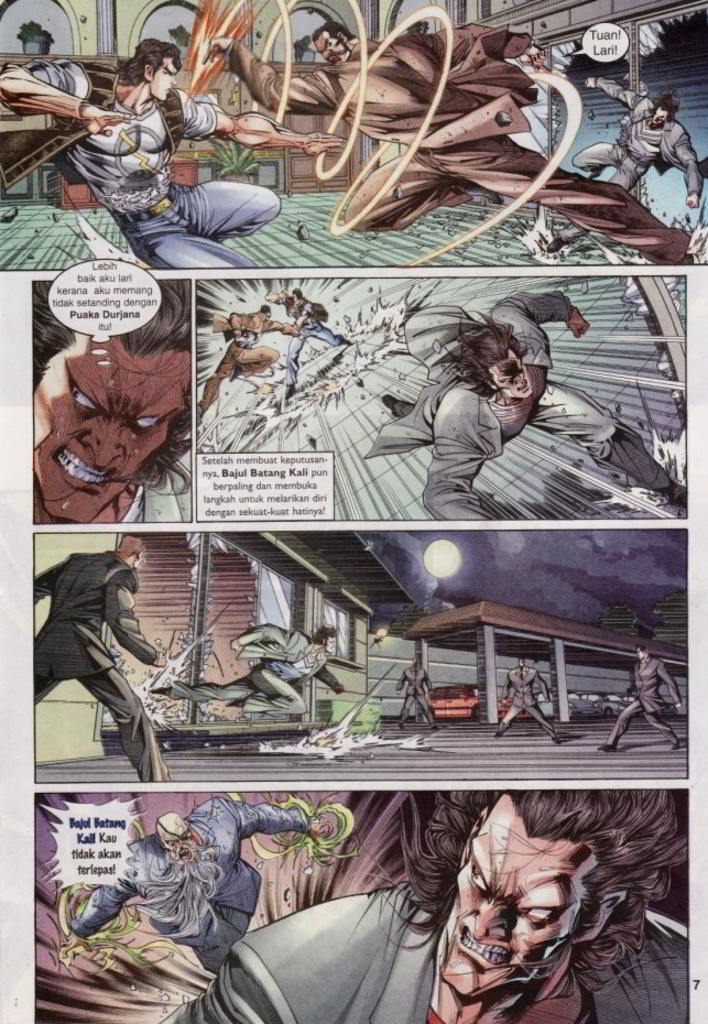 Tuan!
Lari!
Lebih
baik aku lari
kerana aku memang
tidak setanding dengan
Puaka Durjana
itu!
Setelah membuat keputusan-
nya, Bajul Batang Kali pun
berpaling dan membuka
langkah untuk melarikan diri
dengan sekuat-kuat hatinya!
Bajul Batang
Kali! Kau
tidak akan
terlepas!
7